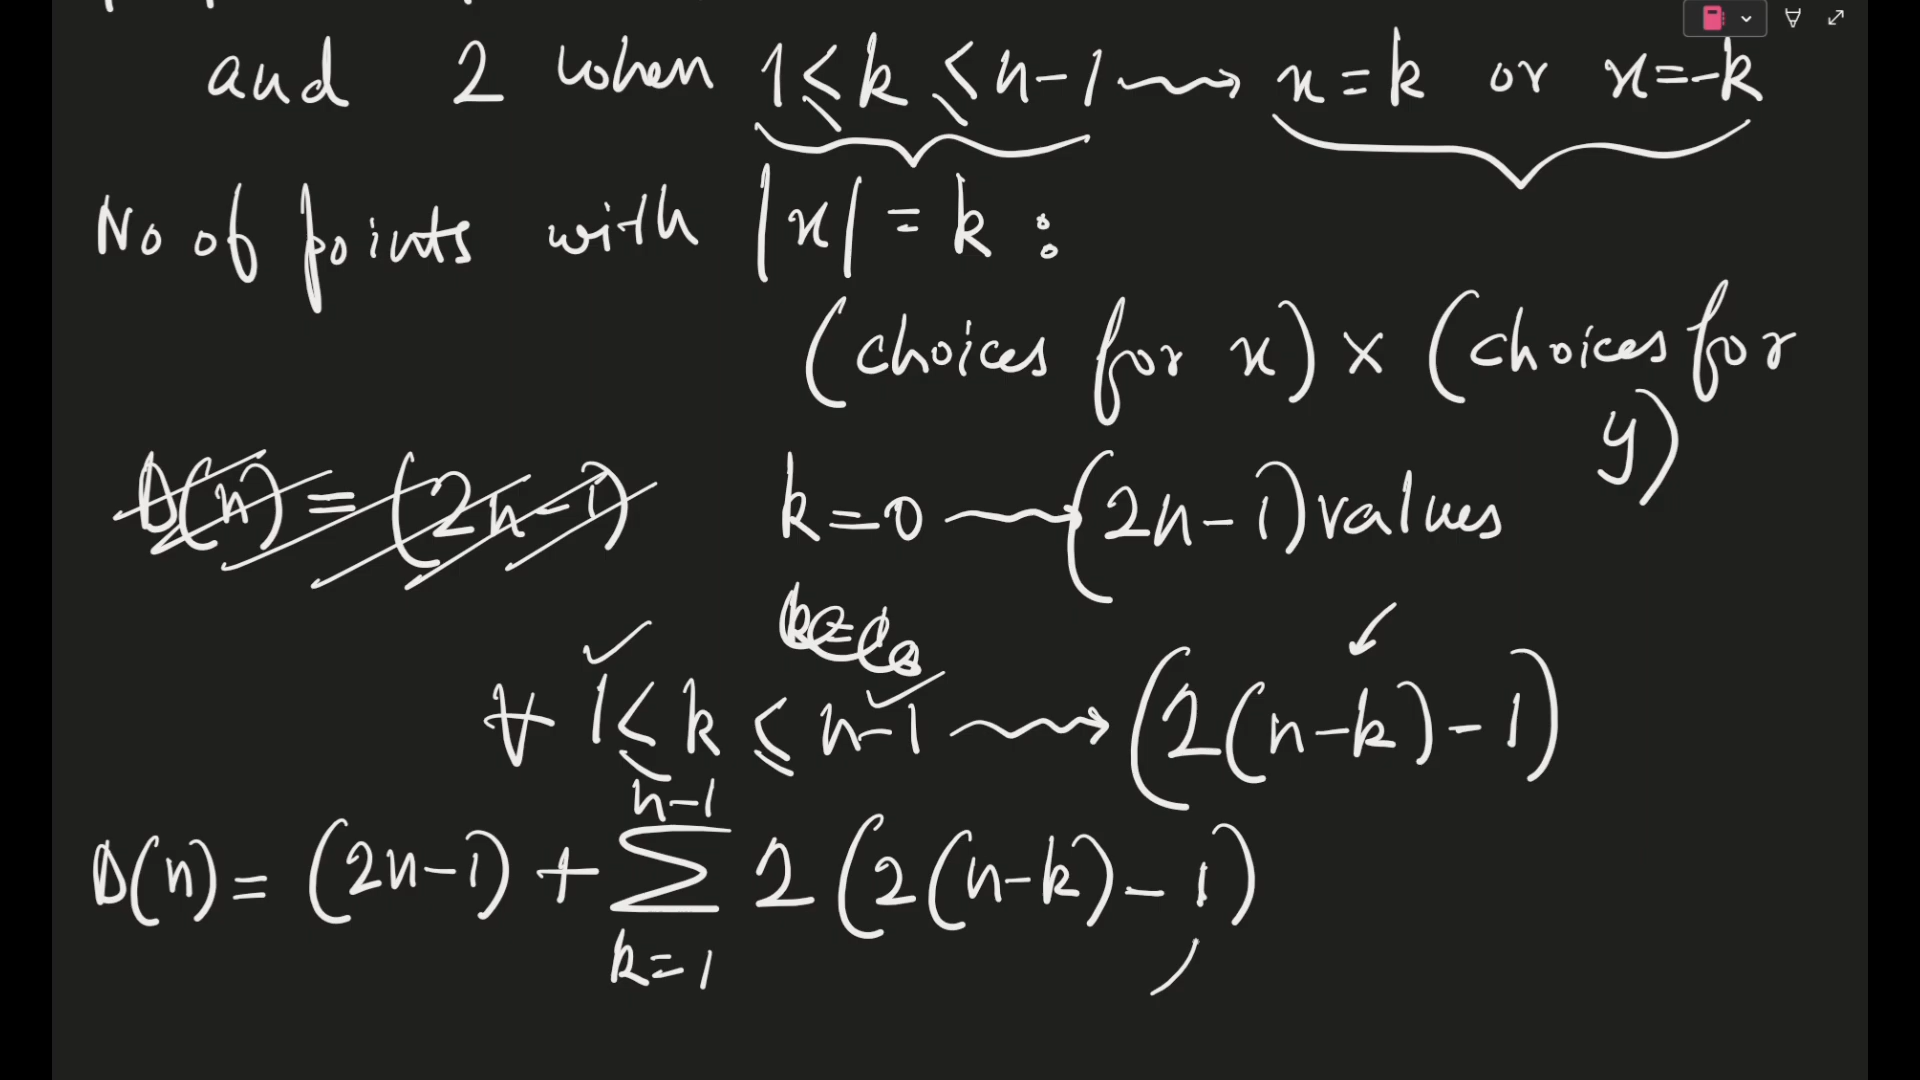 and 2 when 1 ≤ k ≤ n-1 ⇝ x = k or x = -k
No of points with |x| = k :
(choices for x) × (choices for y)
D(n) = (2n-1)
k = 0 ⇝ (2n-1) values
∀ 1 ≤ k ≤ n-1 ⇝ (2(n-k)-1)
D(n) = (2n-1) + ∑_{k=1}^{n-1} 2(2(n-k)-1)